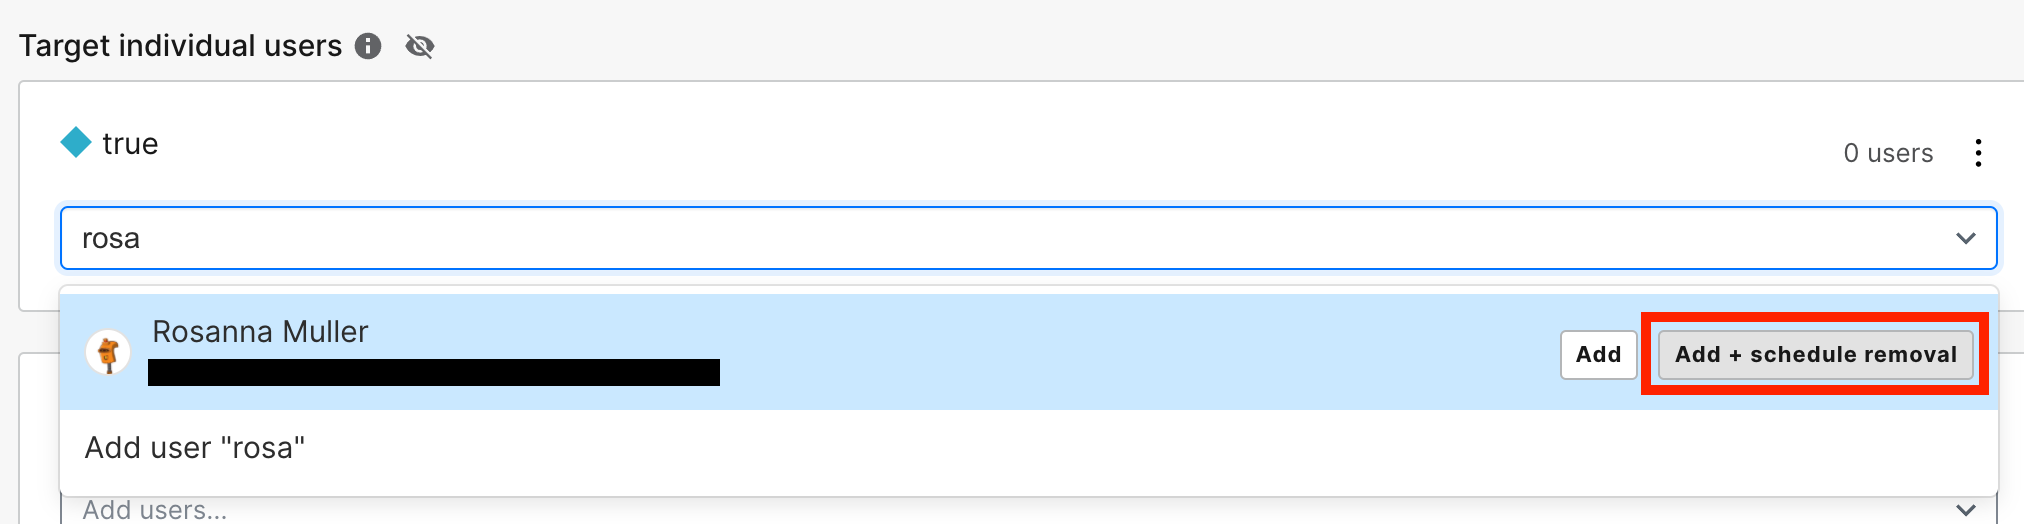 Target individual users
true
0 users
rosa
Rosanna Muller
Add
Add + schedule removal
Add user "rosa"
Add users...